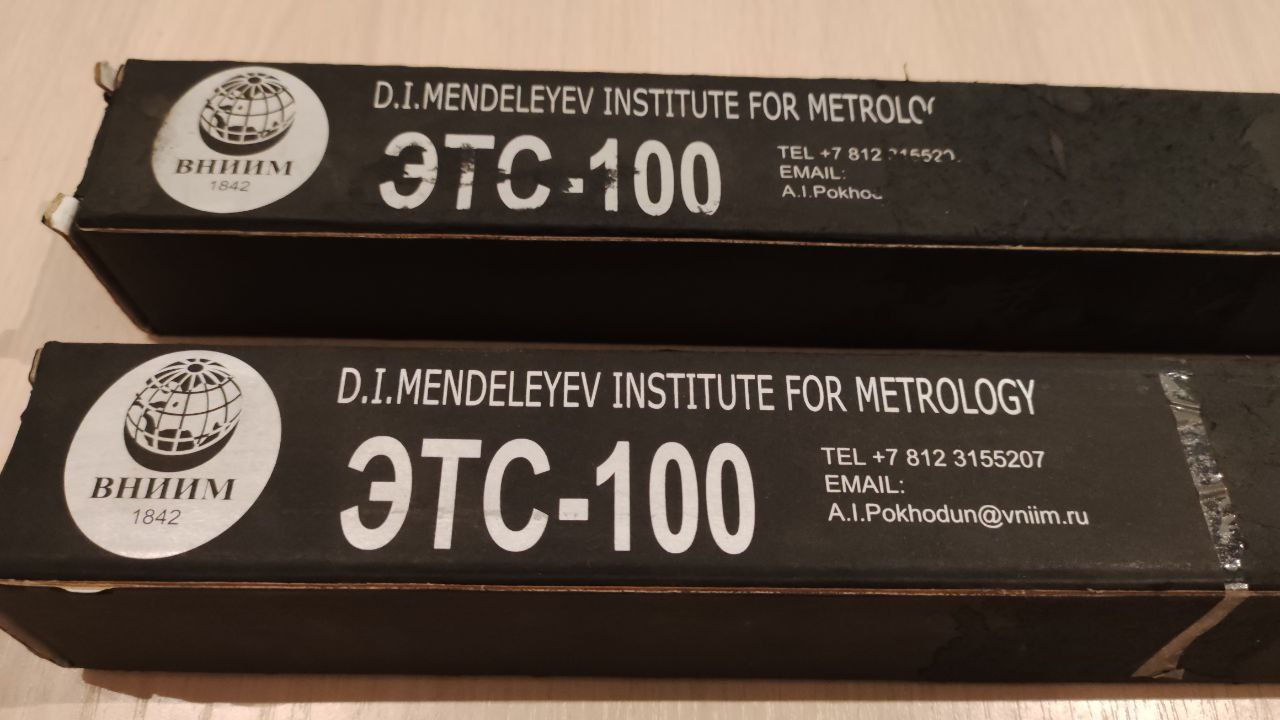 ВНИИМ
1842
D.I.MENDELEYEV INSTITUTE FOR
ЭТС-100
TEL +7 812
EMAIL:
ВНИИМ
1842
D.I.MENDELEYEV INSTITUTE FOR METROLOGY
ЭТС-100
TEL +7 812 3155207
EMAIL:
A.I.Pokhodun@vniim.ru